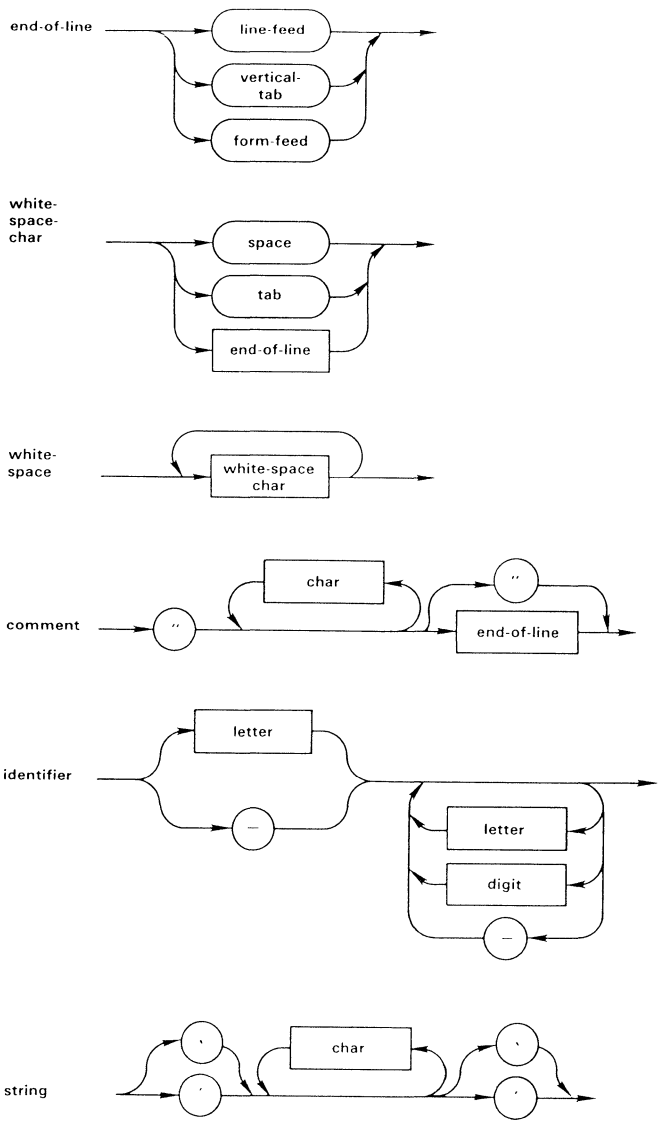 end-of-line
line-feed
vertical-
tab
form-feed
white-
space-
char
space
tab
end-of-line
white-
space
white-space
char
comment
"
char
"
end-of-line
identifier
letter
—
letter
digit
—
string
‘
'
char
‘
'